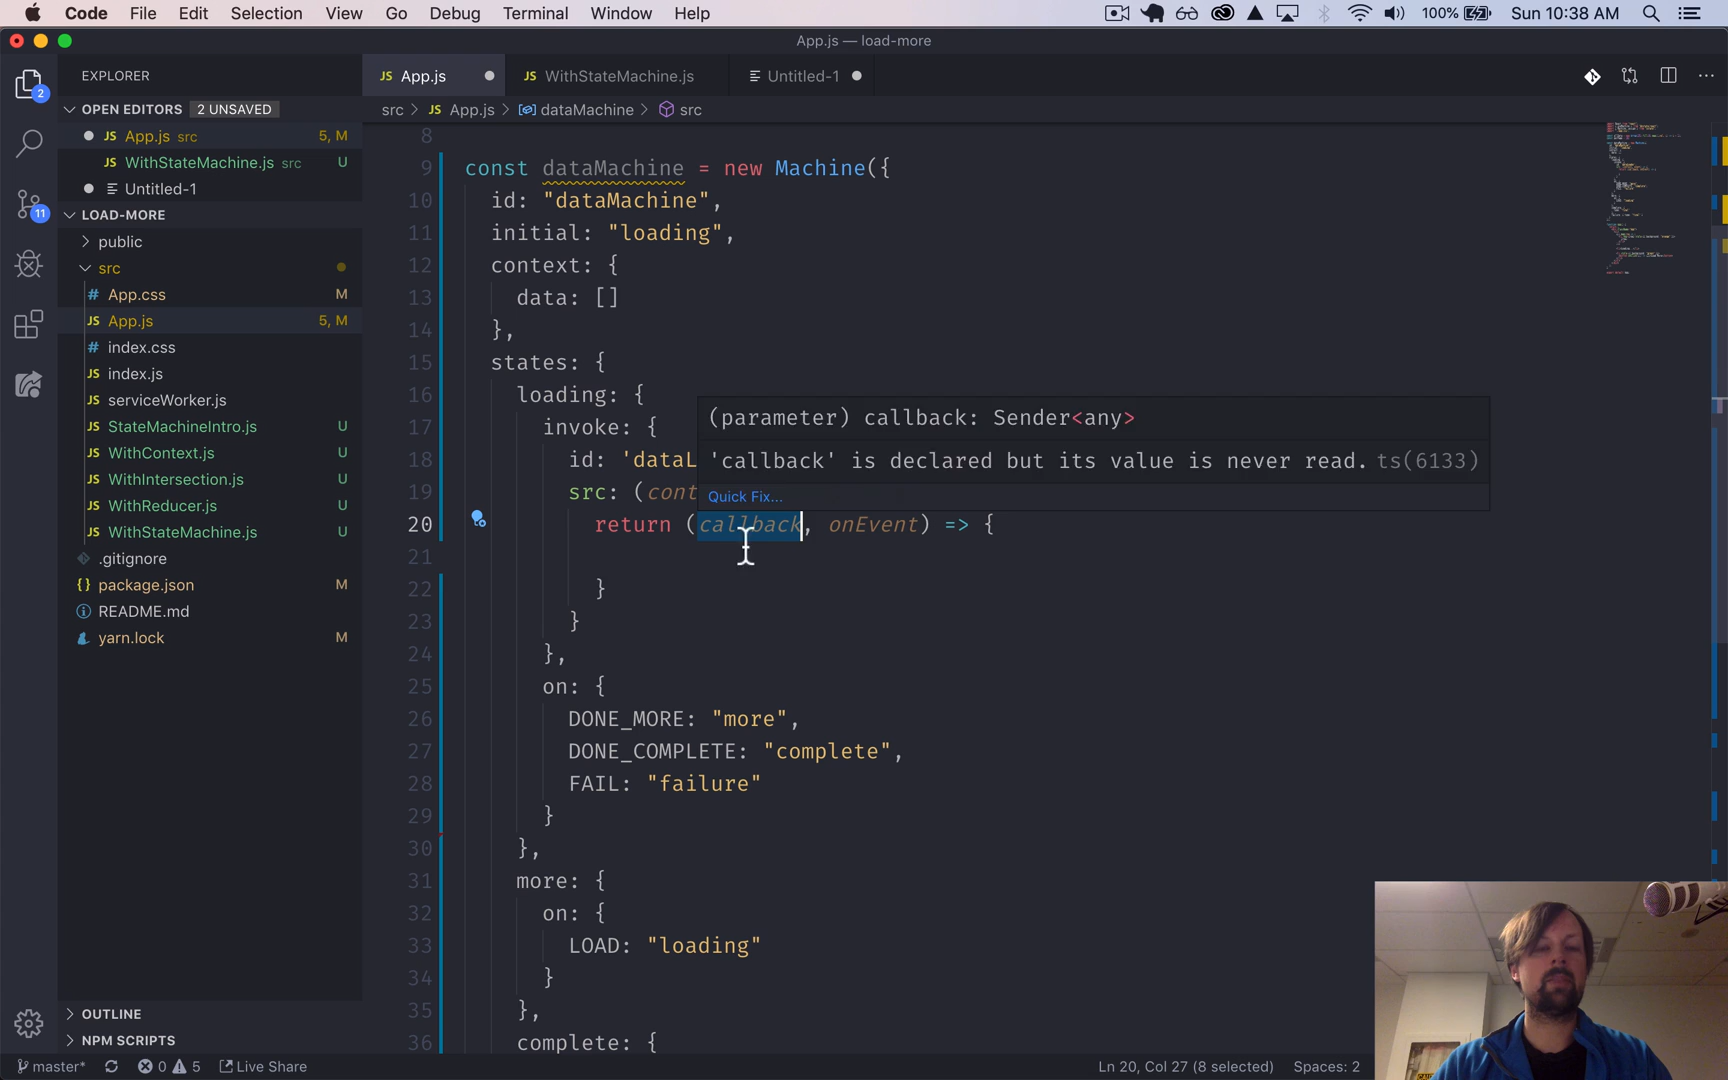 Code File Edit Selection View Go Debug Terminal Window Help 100% Sun 10:38 AM
App.js — load-more
EXPLORER
JS App.js
JS WithStateMachine.js
Untitled-1
OPEN EDITORS 2 UNSAVED
src > JS App.js > dataMachine > src
JS App.js src 5, M
JS WithStateMachine.js src U
Untitled-1
LOAD-MORE
public
src
# App.css M
JS App.js 5, M
# index.css
JS index.js
JS serviceWorker.js
JS StateMachineIntro.js U
JS WithContext.js U
JS WithIntersection.js U
JS WithReducer.js U
JS WithStateMachine.js U
.gitignore
{} package.json M
README.md
yarn.lock M
OUTLINE
NPM SCRIPTS
2
11
8
9 const dataMachine = new Machine({
10 id: "dataMachine",
11 initial: "loading",
12 context: {
13 data: []
14 },
15 states: {
16 loading: {
17 invoke: {
18 id: 'dataL
19 src: (cont
20 return (callback, onEvent) => {
21
22 }
23 }
24 },
25 on: {
26 DONE_MORE: "more",
27 DONE_COMPLETE: "complete",
28 FAIL: "failure"
29 }
30 },
31 more: {
32 on: {
33 LOAD: "loading"
34 }
35 },
36 complete: {
(parameter) callback: Sender<any>
'callback' is declared but its value is never read. ts(6133)
Quick Fix...
master* 0 5 Live Share Ln 20, Col 27 (8 selected) Spaces: 2